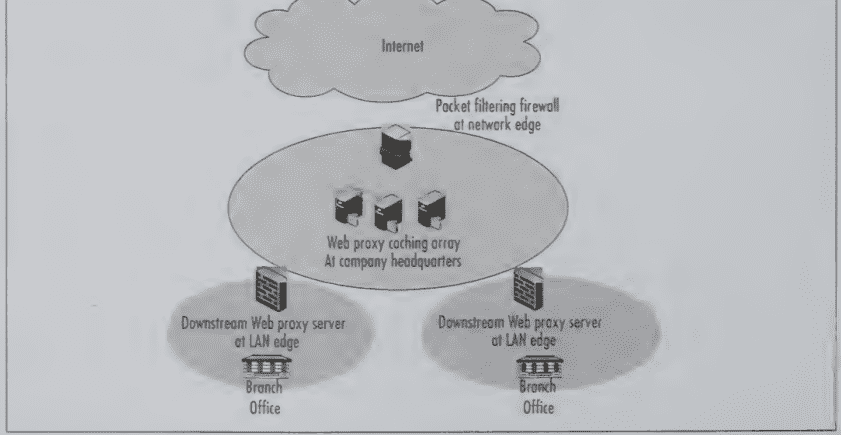 Internet
Packet filtering firewall
at network edge
Web proxy caching array
At company headquarters
Downstream Web proxy server
at LAN edge
Branch
Office
Downstream Web proxy server
at LAN edge
Branch
Office